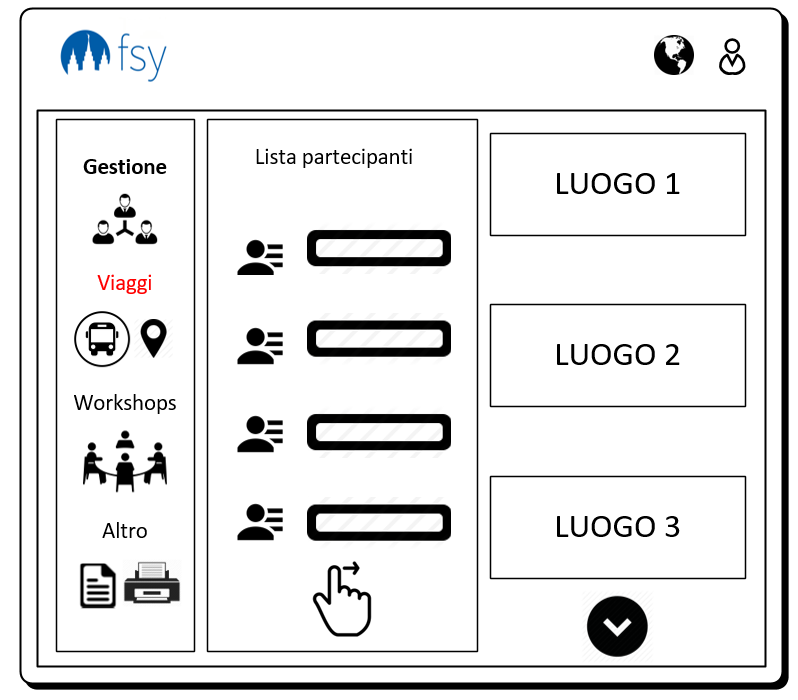 fsy
Gestione
Viaggi
Workshops
Altro
Lista partecipanti
LUOGO 1
LUOGO 2
LUOGO 3